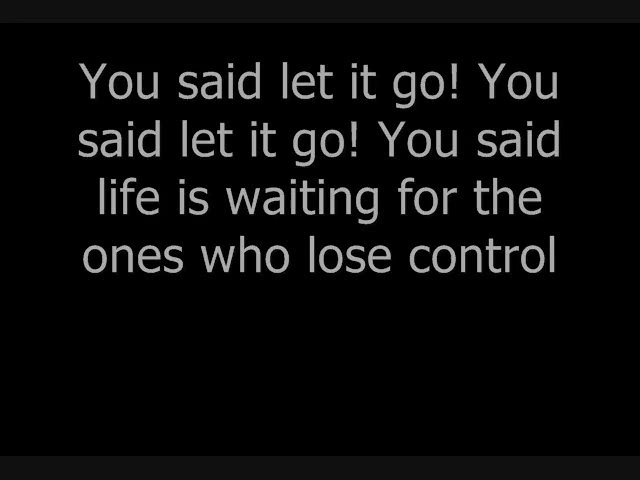 You said let it go! You
said let it go! You said
life is waiting for the
ones who lose control